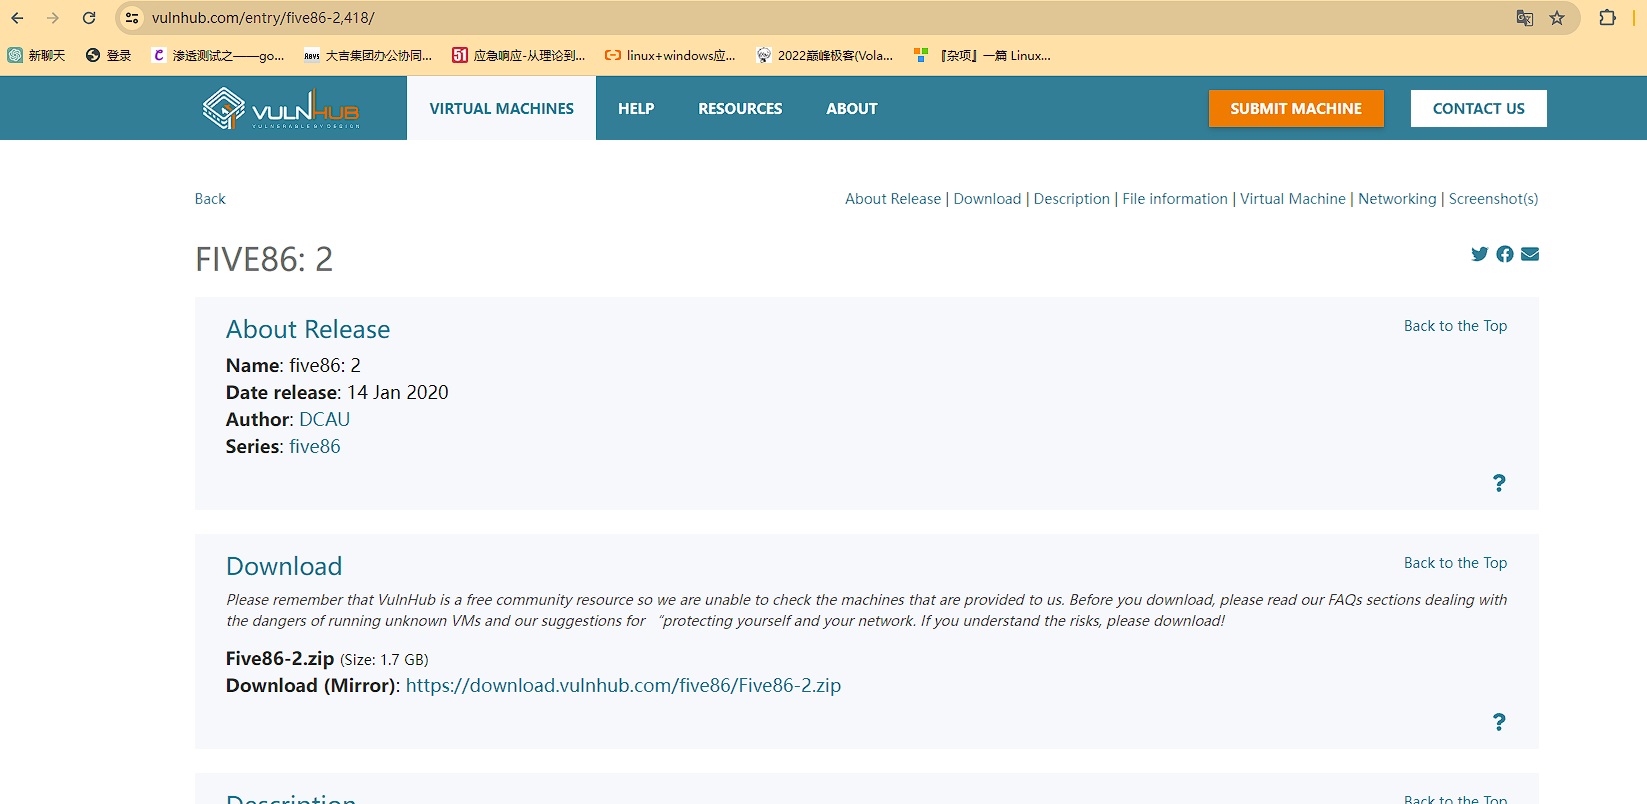 vulnhub.com/entry/five86-2,418/
新聊天 登录 渗透测试之——go... 大吉集团办公协同... 应急响应-从理论到... linux+windows应... 2022巅峰极客(Vola... 『杂项』一篇 Linux...
VULNHUB VIRTUAL MACHINES HELP RESOURCES ABOUT SUBMIT MACHINE CONTACT US
VULNERABLE BY DESIGN
Back About Release | Download | Description | File information | Virtual Machine | Networking | Screenshot(s)
FIVE86: 2
About Release Back to the Top
Name: five86: 2
Date release: 14 Jan 2020
Author: DCAU
Series: five86
?
Download Back to the Top
Please remember that VulnHub is a free community resource so we are unable to check the machines that are provided to us. Before you download, please read our FAQs sections dealing with
the dangers of running unknown VMs and our suggestions for “protecting yourself and your network. If you understand the risks, please download!
Five86-2.zip (Size: 1.7 GB)
Download (Mirror): https://download.vulnhub.com/five86/Five86-2.zip
?
Description Back to the Top